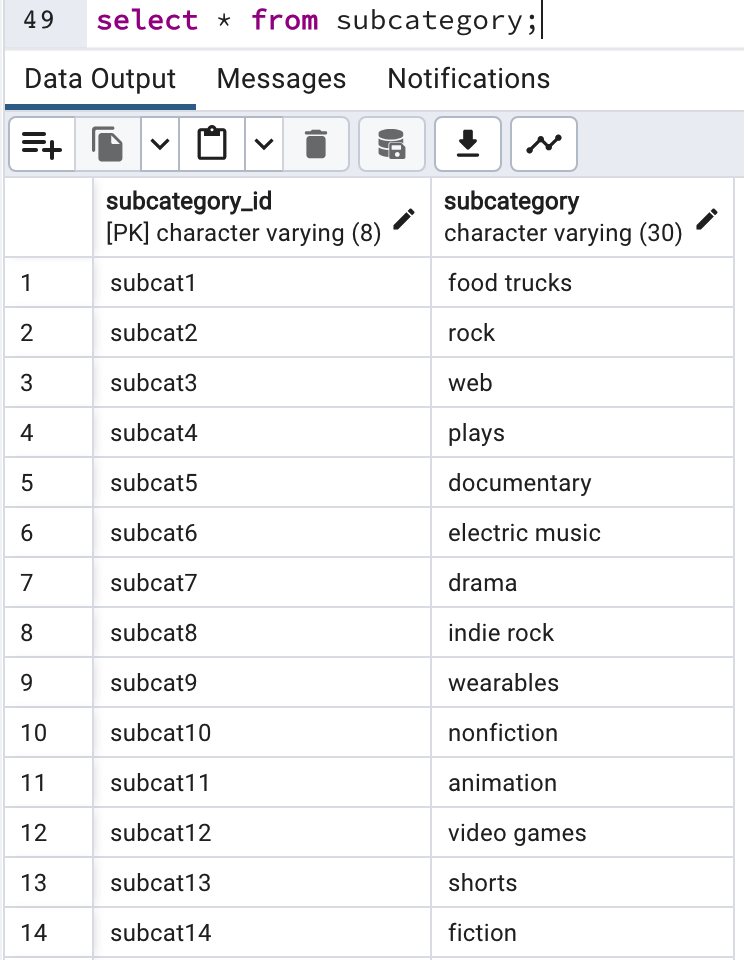 49 select * from subcategory;
Data Output Messages Notifications
subcategory_id subcategory
[PK] character varying (8) character varying (30)
1 subcat1 food trucks
2 subcat2 rock
3 subcat3 web
4 subcat4 plays
5 subcat5 documentary
6 subcat6 electric music
7 subcat7 drama
8 subcat8 indie rock
9 subcat9 wearables
10 subcat10 nonfiction
11 subcat11 animation
12 subcat12 video games
13 subcat13 shorts
14 subcat14 fiction